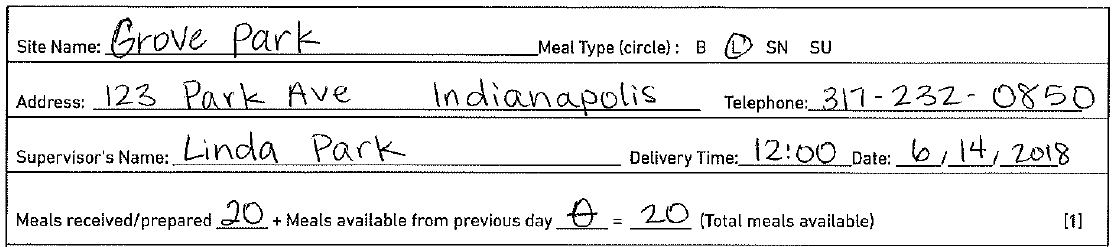 Site Name: Grove Park Meal Type (circle): B L SN SU
Address: 123 Park Ave Indianapolis Telephone: 317-232-0850
Supervisor's Name: Linda Park Delivery Time: 12:00 Date: 6/14/2018
Meals received/prepared 20 + Meals available from previous day 0 = 20 (Total meals available) [1]